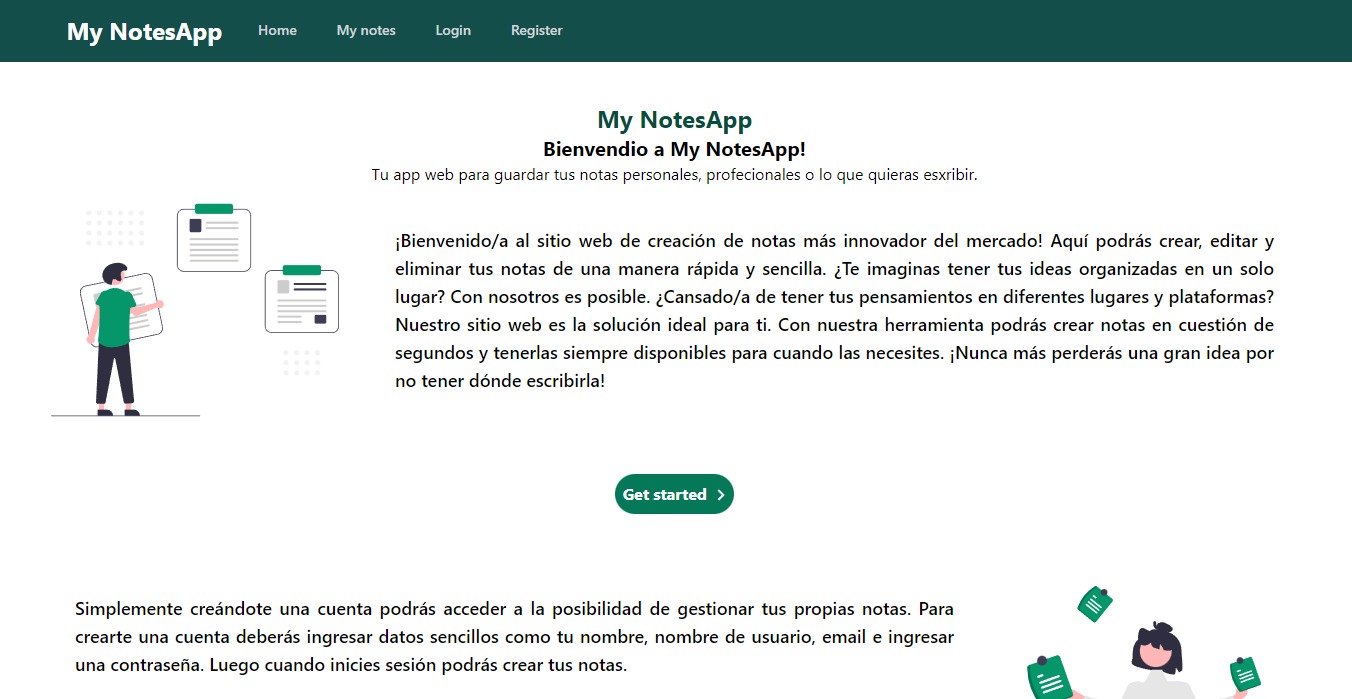 My NotesApp Home My notes Login Register
My NotesApp
Bienvendio a My NotesApp!
Tu app web para guardar tus notas personales, profecionales o lo que quieras esxribir.
¡Bienvenido/a al sitio web de creación de notas más innovador del mercado! Aquí podrás crear, editar y
eliminar tus notas de una manera rápida y sencilla. ¿Te imaginas tener tus ideas organizadas en un solo
lugar? Con nosotros es posible. ¿Cansado/a de tener tus pensamientos en diferentes lugares y plataformas?
Nuestro sitio web es la solución ideal para ti. Con nuestra herramienta podrás crear notas en cuestión de
segundos y tenerlas siempre disponibles para cuando las necesites. ¡Nunca más perderás una gran idea por
no tener dónde escribirla!
Get started
Simplemente creándote una cuenta podrás acceder a la posibilidad de gestionar tus propias notas. Para
crearte una cuenta deberás ingresar datos sencillos como tu nombre, nombre de usuario, email e ingresar
una contraseña. Luego cuando inicies sesión podrás crear tus notas.